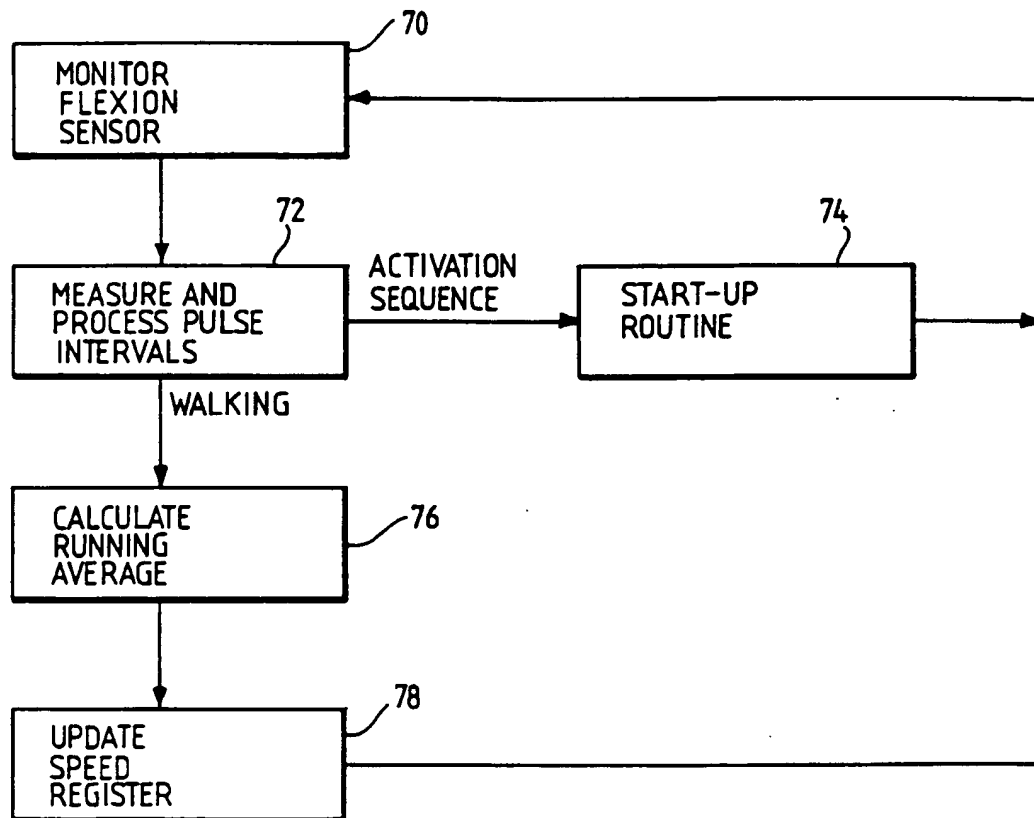 70
MONITOR
FLEXION
SENSOR
72
MEASURE AND
PROCESS PULSE
INTERVALS
ACTIVATION
SEQUENCE
74
START-UP
ROUTINE
WALKING
CALCULATE
RUNNING
AVERAGE
76
UPDATE
SPEED
REGISTER
78